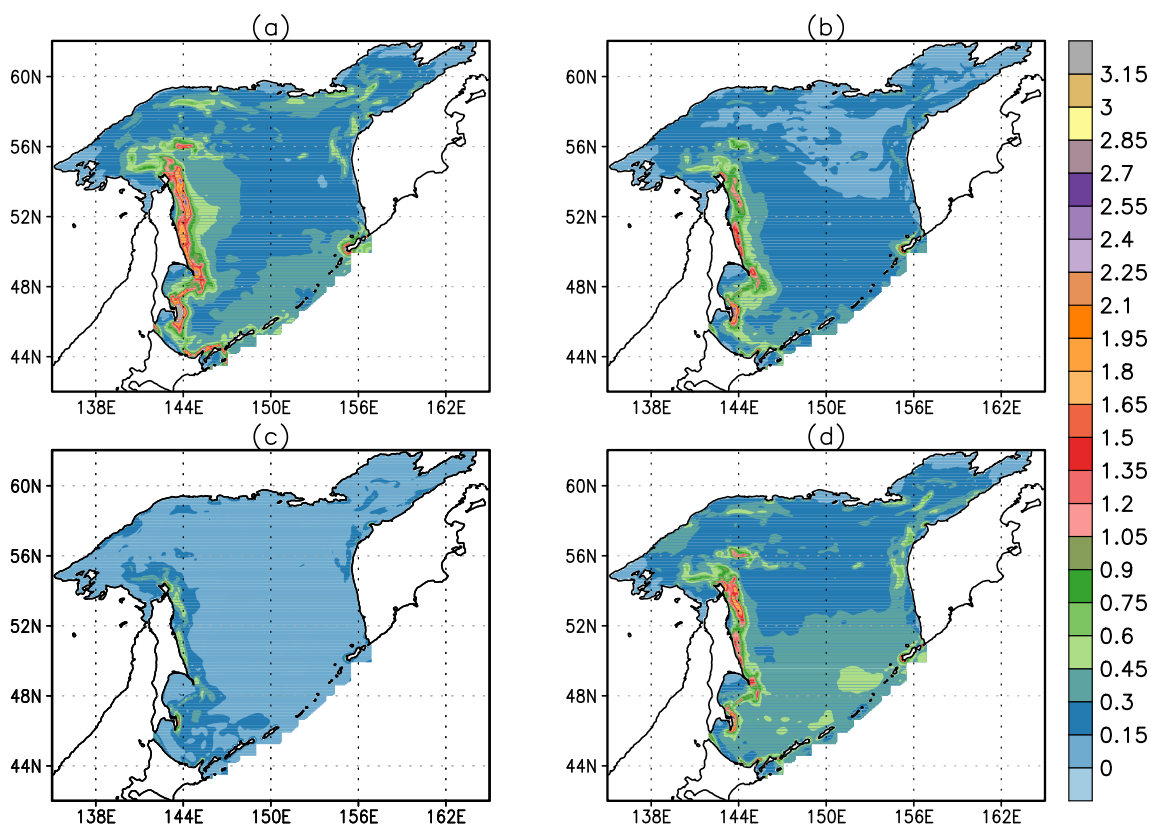 (a)
(b)
60N
56N
52N
48N
44N
138E 144E 150E 156E 162E
60N
56N
52N
48N
44N
138E 144E 150E 156E 162E
(c)
(d)
60N
56N
52N
48N
44N
138E 144E 150E 156E 162E
60N
56N
52N
48N
44N
138E 144E 150E 156E 162E
3.15
3
2.85
2.7
2.55
2.4
2.25
2.1
1.95
1.8
1.65
1.5
1.35
1.2
1.05
0.9
0.75
0.6
0.45
0.3
0.15
0